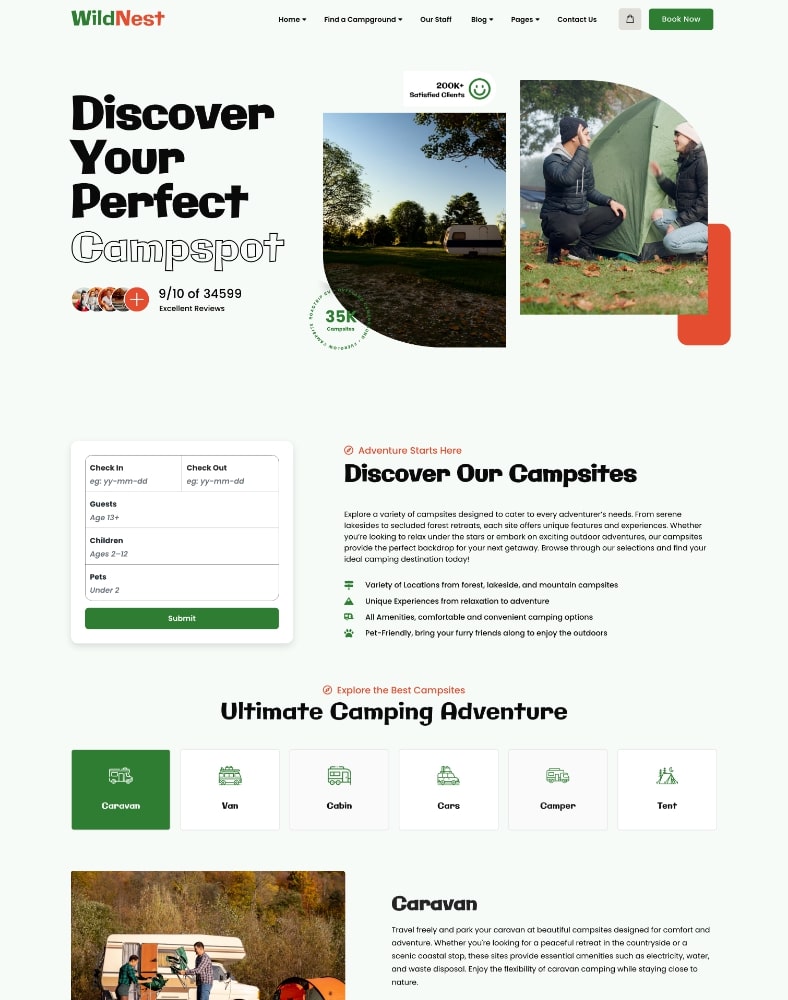 WildNest
Home
Find a Campground
Our Staff
Blog
Pages
Contact Us
Book Now
200K+
Satisfied Clients
Discover
Your
Perfect
Campspot
9/10 of 34599
Excellent Reviews
35K
Campsites
Check In
eg: yy-mm-dd
Check Out
eg: yy-mm-dd
Guests
Age 13+
Children
Ages 2–12
Pets
Under 2
Submit
Adventure Starts Here
Discover Our Campsites
Explore a variety of campsites designed to cater to every adventurer's needs. From serene
lakesides to secluded forest retreats, each site offers unique features and experiences. Whether
you're looking to relax under the stars or embark on exciting outdoor adventures, our campsites
provide the perfect backdrop for your next getaway. Browse through our selections and find your
ideal camping destination today!
Variety of Locations from forest, lakeside, and mountain campsites
Unique Experiences from relaxation to adventure
All Amenities, comfortable and convenient camping options
Pet-Friendly, bring your furry friends along to enjoy the outdoors
Explore the Best Campsites
Ultimate Camping Adventure
Caravan
Van
Cabin
Cars
Camper
Tent
Caravan
Travel freely and park your caravan at beautiful campsites designed for comfort and
adventure. Whether you're looking for a peaceful retreat in the countryside or a
scenic coastal stop, these sites provide essential amenities such as electricity, water,
and waste disposal. Enjoy the flexibility of caravan camping while staying close to
nature.